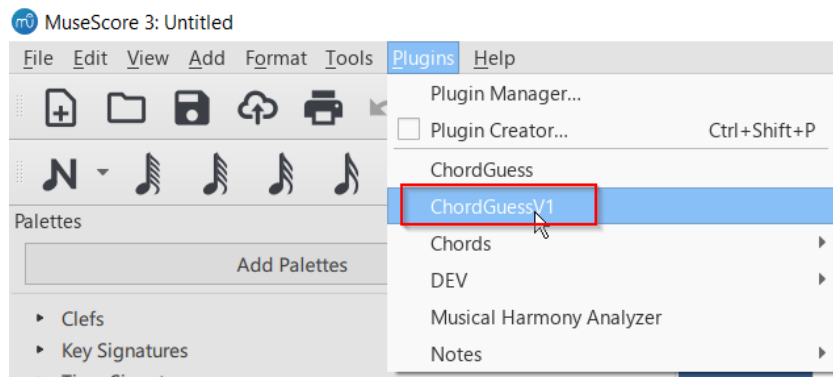 MuseScore 3: Untitled
File Edit View Add Format Tools Plugins Help
Plugin Manager...
Plugin Creator... Ctrl+Shift+P
ChordGuess
ChordGuessV1
Chords
DEV
Musical Harmony Analyzer
Notes
N
Palettes
Add Palettes
Clefs
Key Signatures